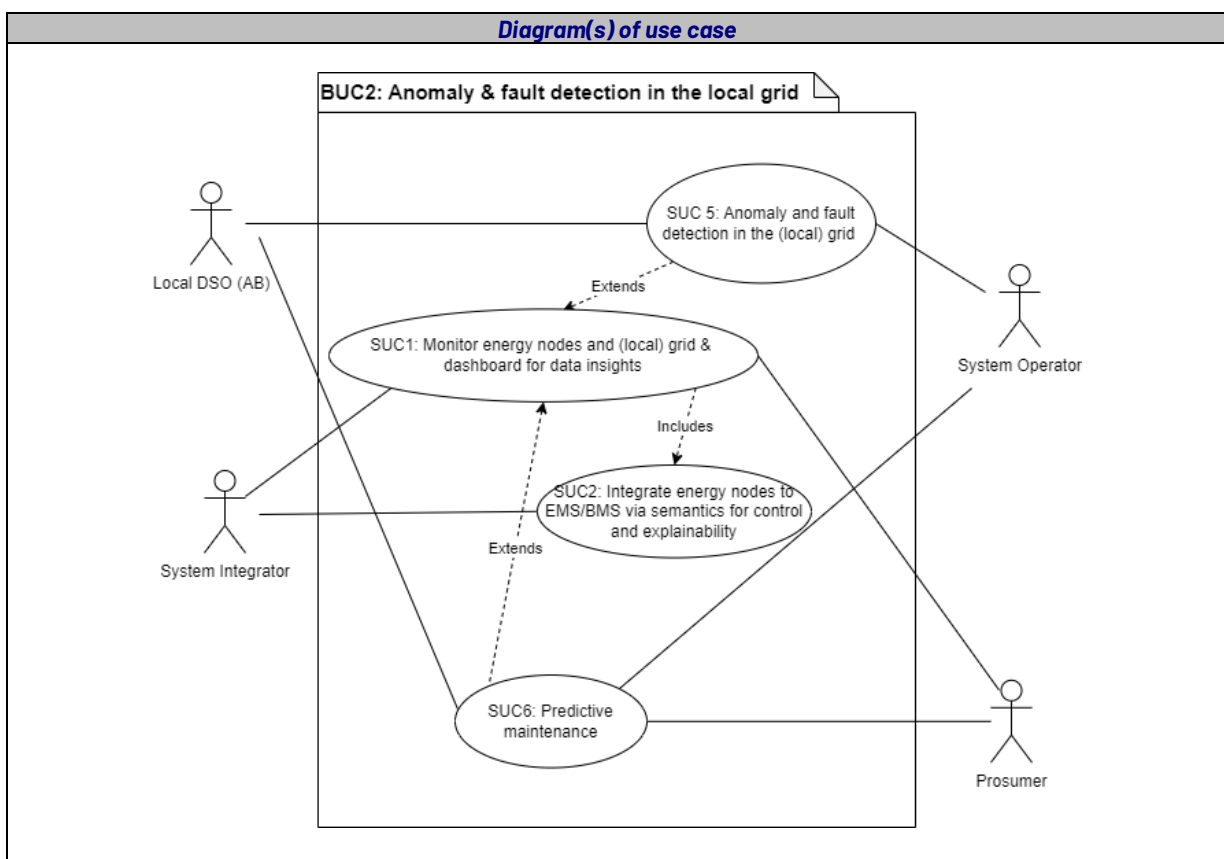 Diagram(s) of use case
BUC2: Anomaly & fault detection in the local grid
SUC 5: Anomaly and fault
detection in the (local) grid
Local DSO (AB)
Extends
SUC1: Monitor energy nodes and (local) grid &
dashboard for data insights
System Operator
Includes
SUC2: Integrate energy nodes to
EMS/BMS via semantics for control
and explainability
Extends
System Integrator
SUC6: Predictive
maintenance
Prosumer